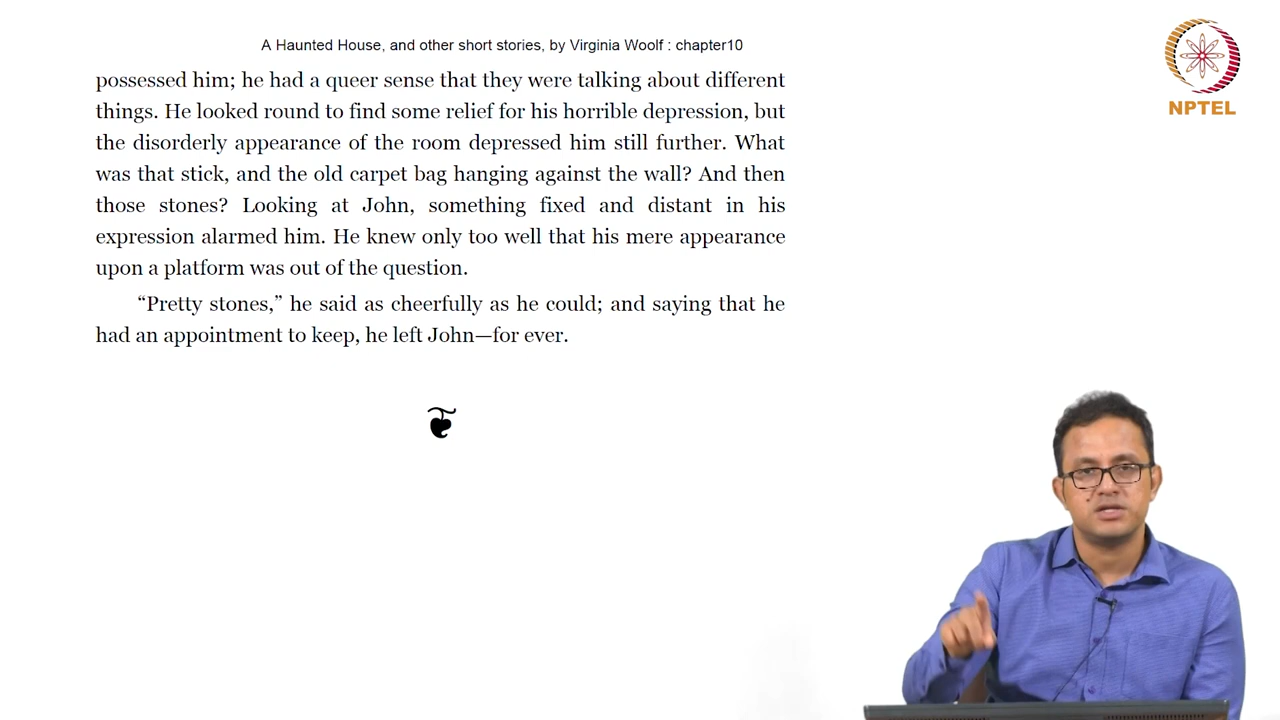 A Haunted House, and other short stories, by Virginia Woolf : chapter10
possessed him; he had a queer sense that they were talking about different
things. He looked round to find some relief for his horrible depression, but
the disorderly appearance of the room depressed him still further. What
was that stick, and the old carpet bag hanging against the wall? And then
those stones? Looking at John, something fixed and distant in his
expression alarmed him. He knew only too well that his mere appearance
upon a platform was out of the question.
“Pretty stones,” he said as cheerfully as he could; and saying that he
had an appointment to keep, he left John—for ever.
NPTEL